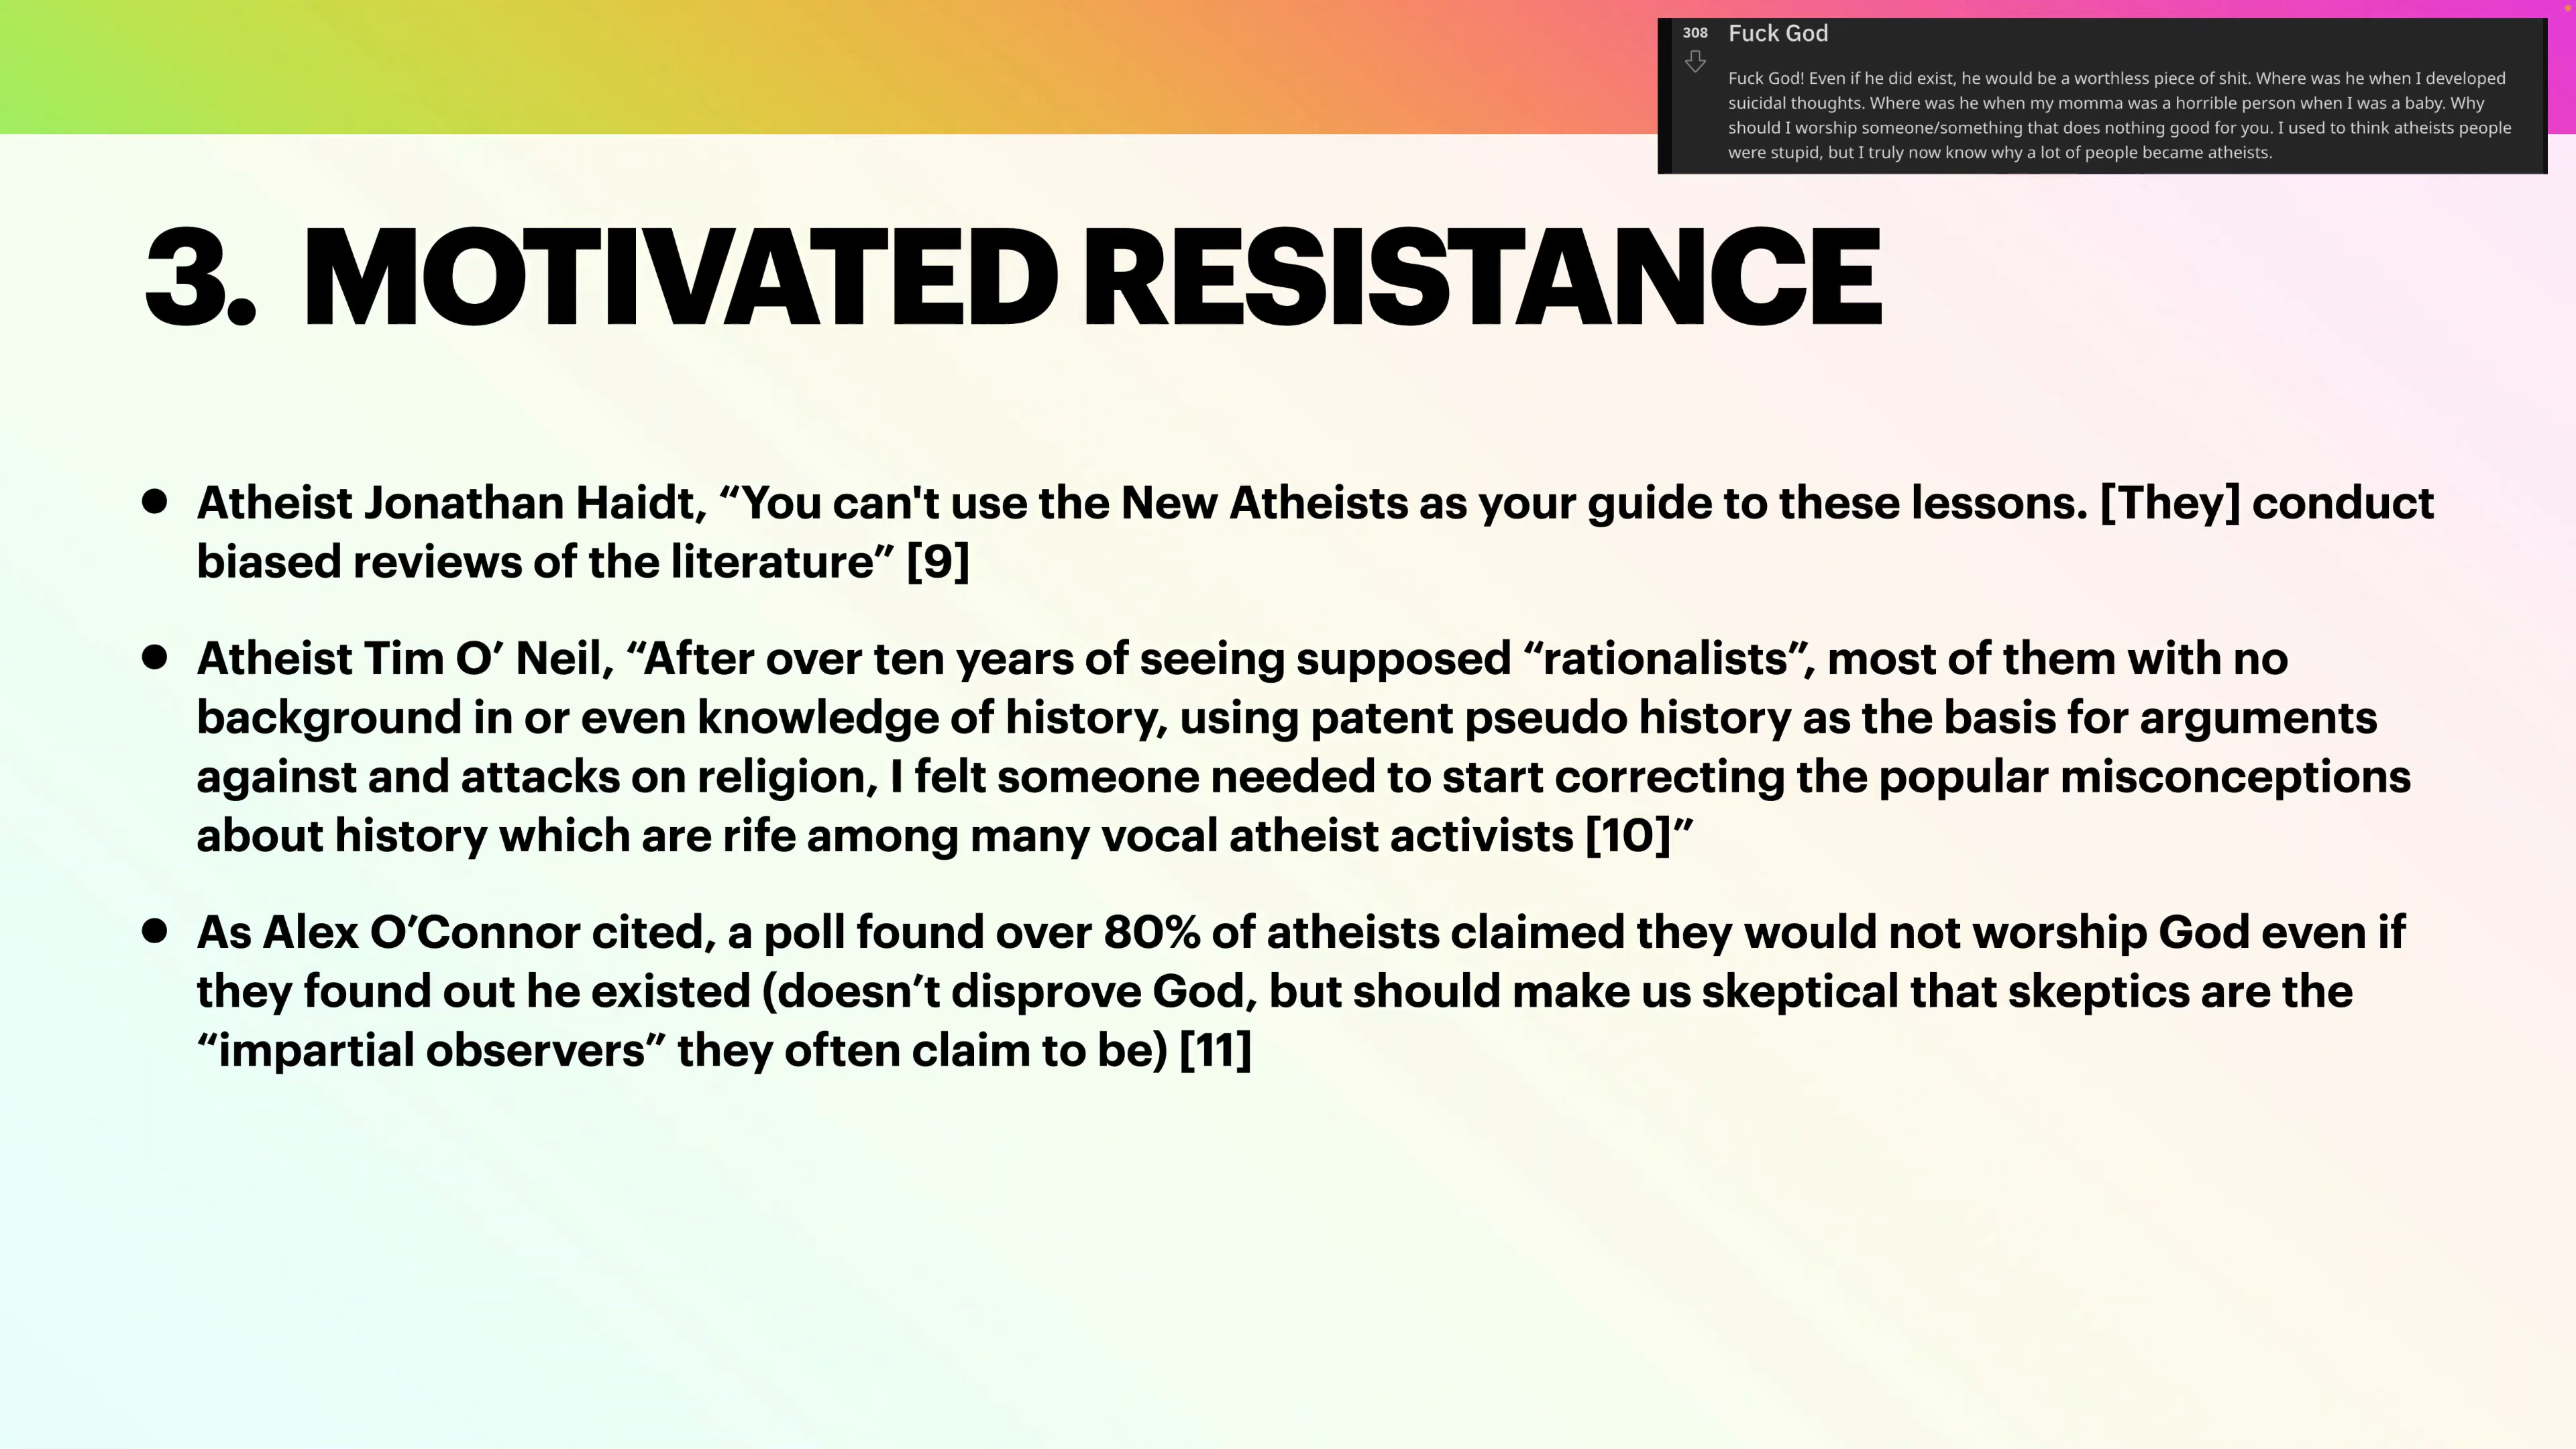 308 Fuck God
Fuck God! Even if he did exist, he would be a worthless piece of shit. Where was he when I developed
suicidal thoughts. Where was he when my momma was a horrible person when I was a baby. Why
should I worship someone/something that does nothing good for you. I used to think atheists people
were stupid, but I truly now know why a lot of people became atheists.
3. MOTIVATED RESISTANCE
● Atheist Jonathan Haidt, “You can't use the New Atheists as your guide to these lessons. [They] conduct
biased reviews of the literature” [9]
● Atheist Tim O’ Neil, “After over ten years of seeing supposed “rationalists”, most of them with no
background in or even knowledge of history, using patent pseudo history as the basis for arguments
against and attacks on religion, I felt someone needed to start correcting the popular misconceptions
about history which are rife among many vocal atheist activists [10]”
● As Alex O’Connor cited, a poll found over 80% of atheists claimed they would not worship God even if
they found out he existed (doesn’t disprove God, but should make us skeptical that skeptics are the
“impartial observers” they often claim to be) [11]